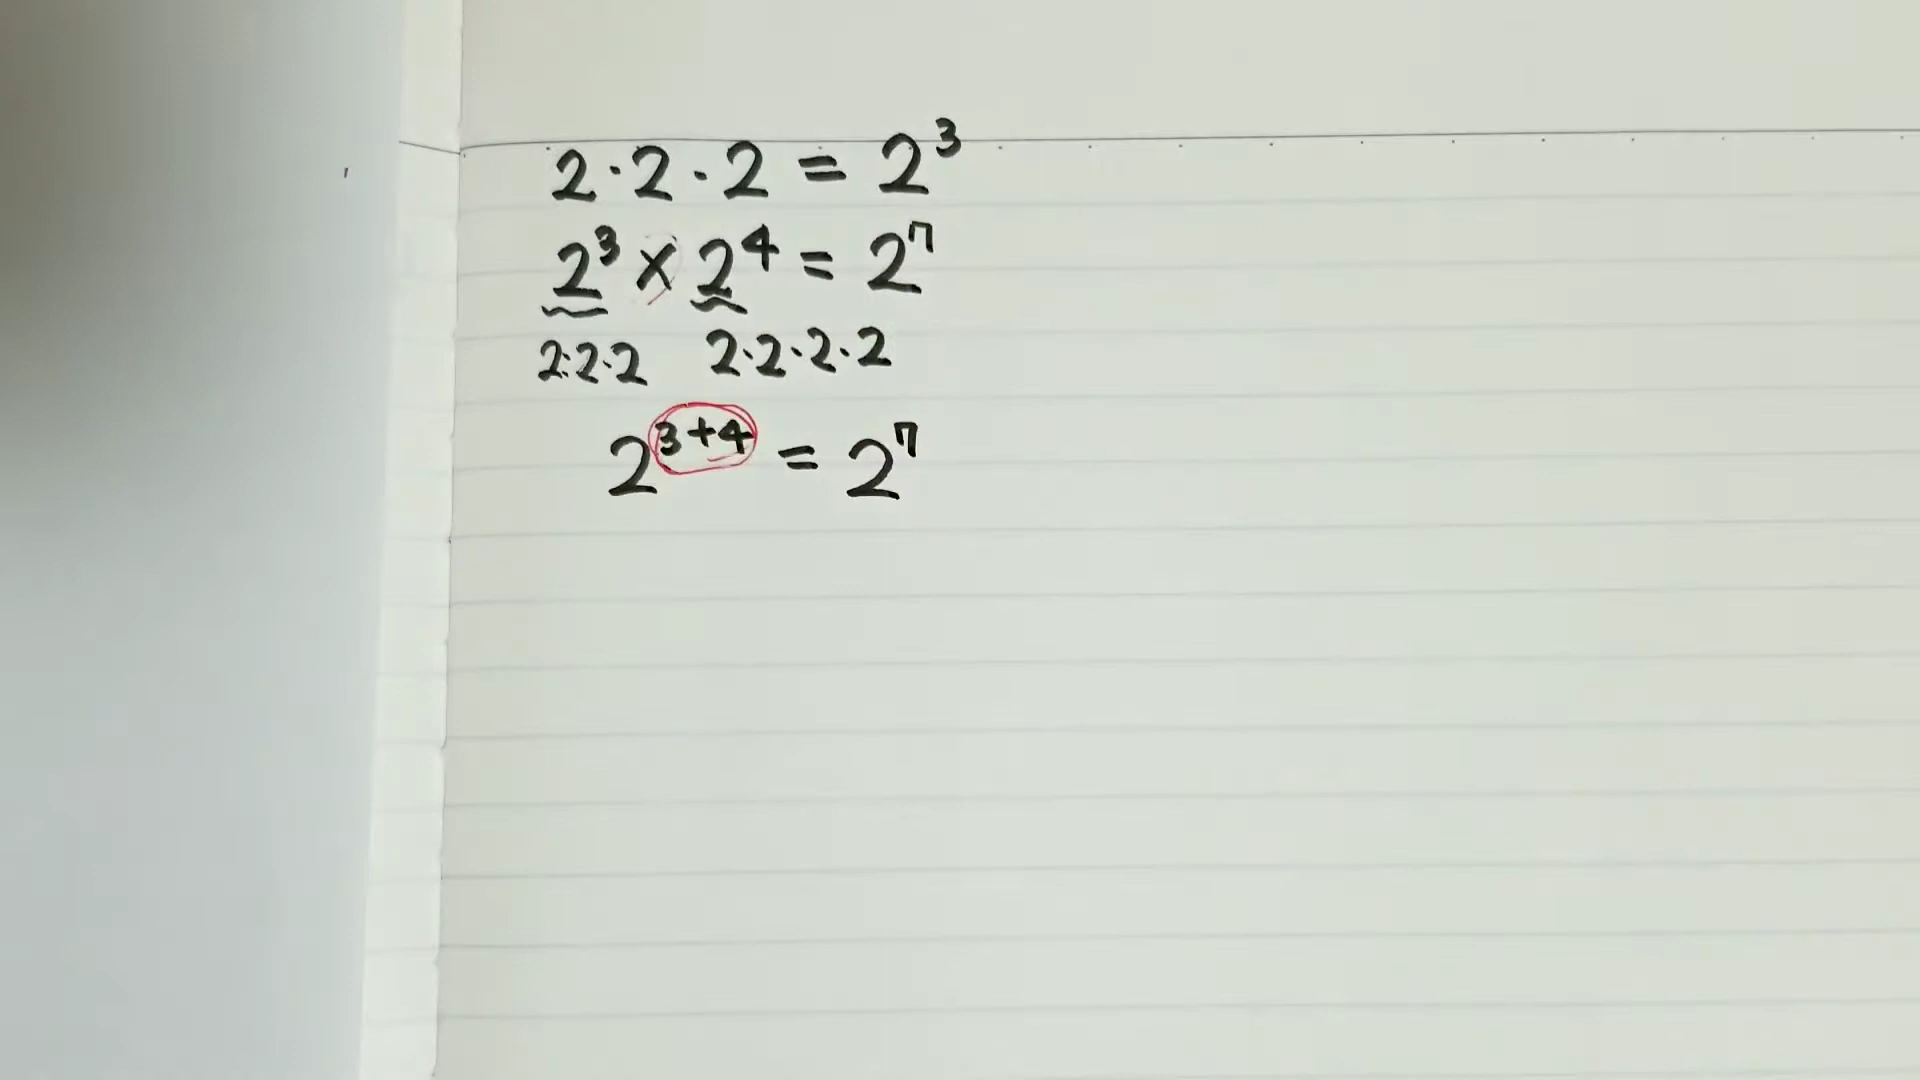 2·2·2 = 2³
2³ × 2⁴ = 2⁷
2·2·2 2·2·2·2
2³⁺⁴ = 2⁷